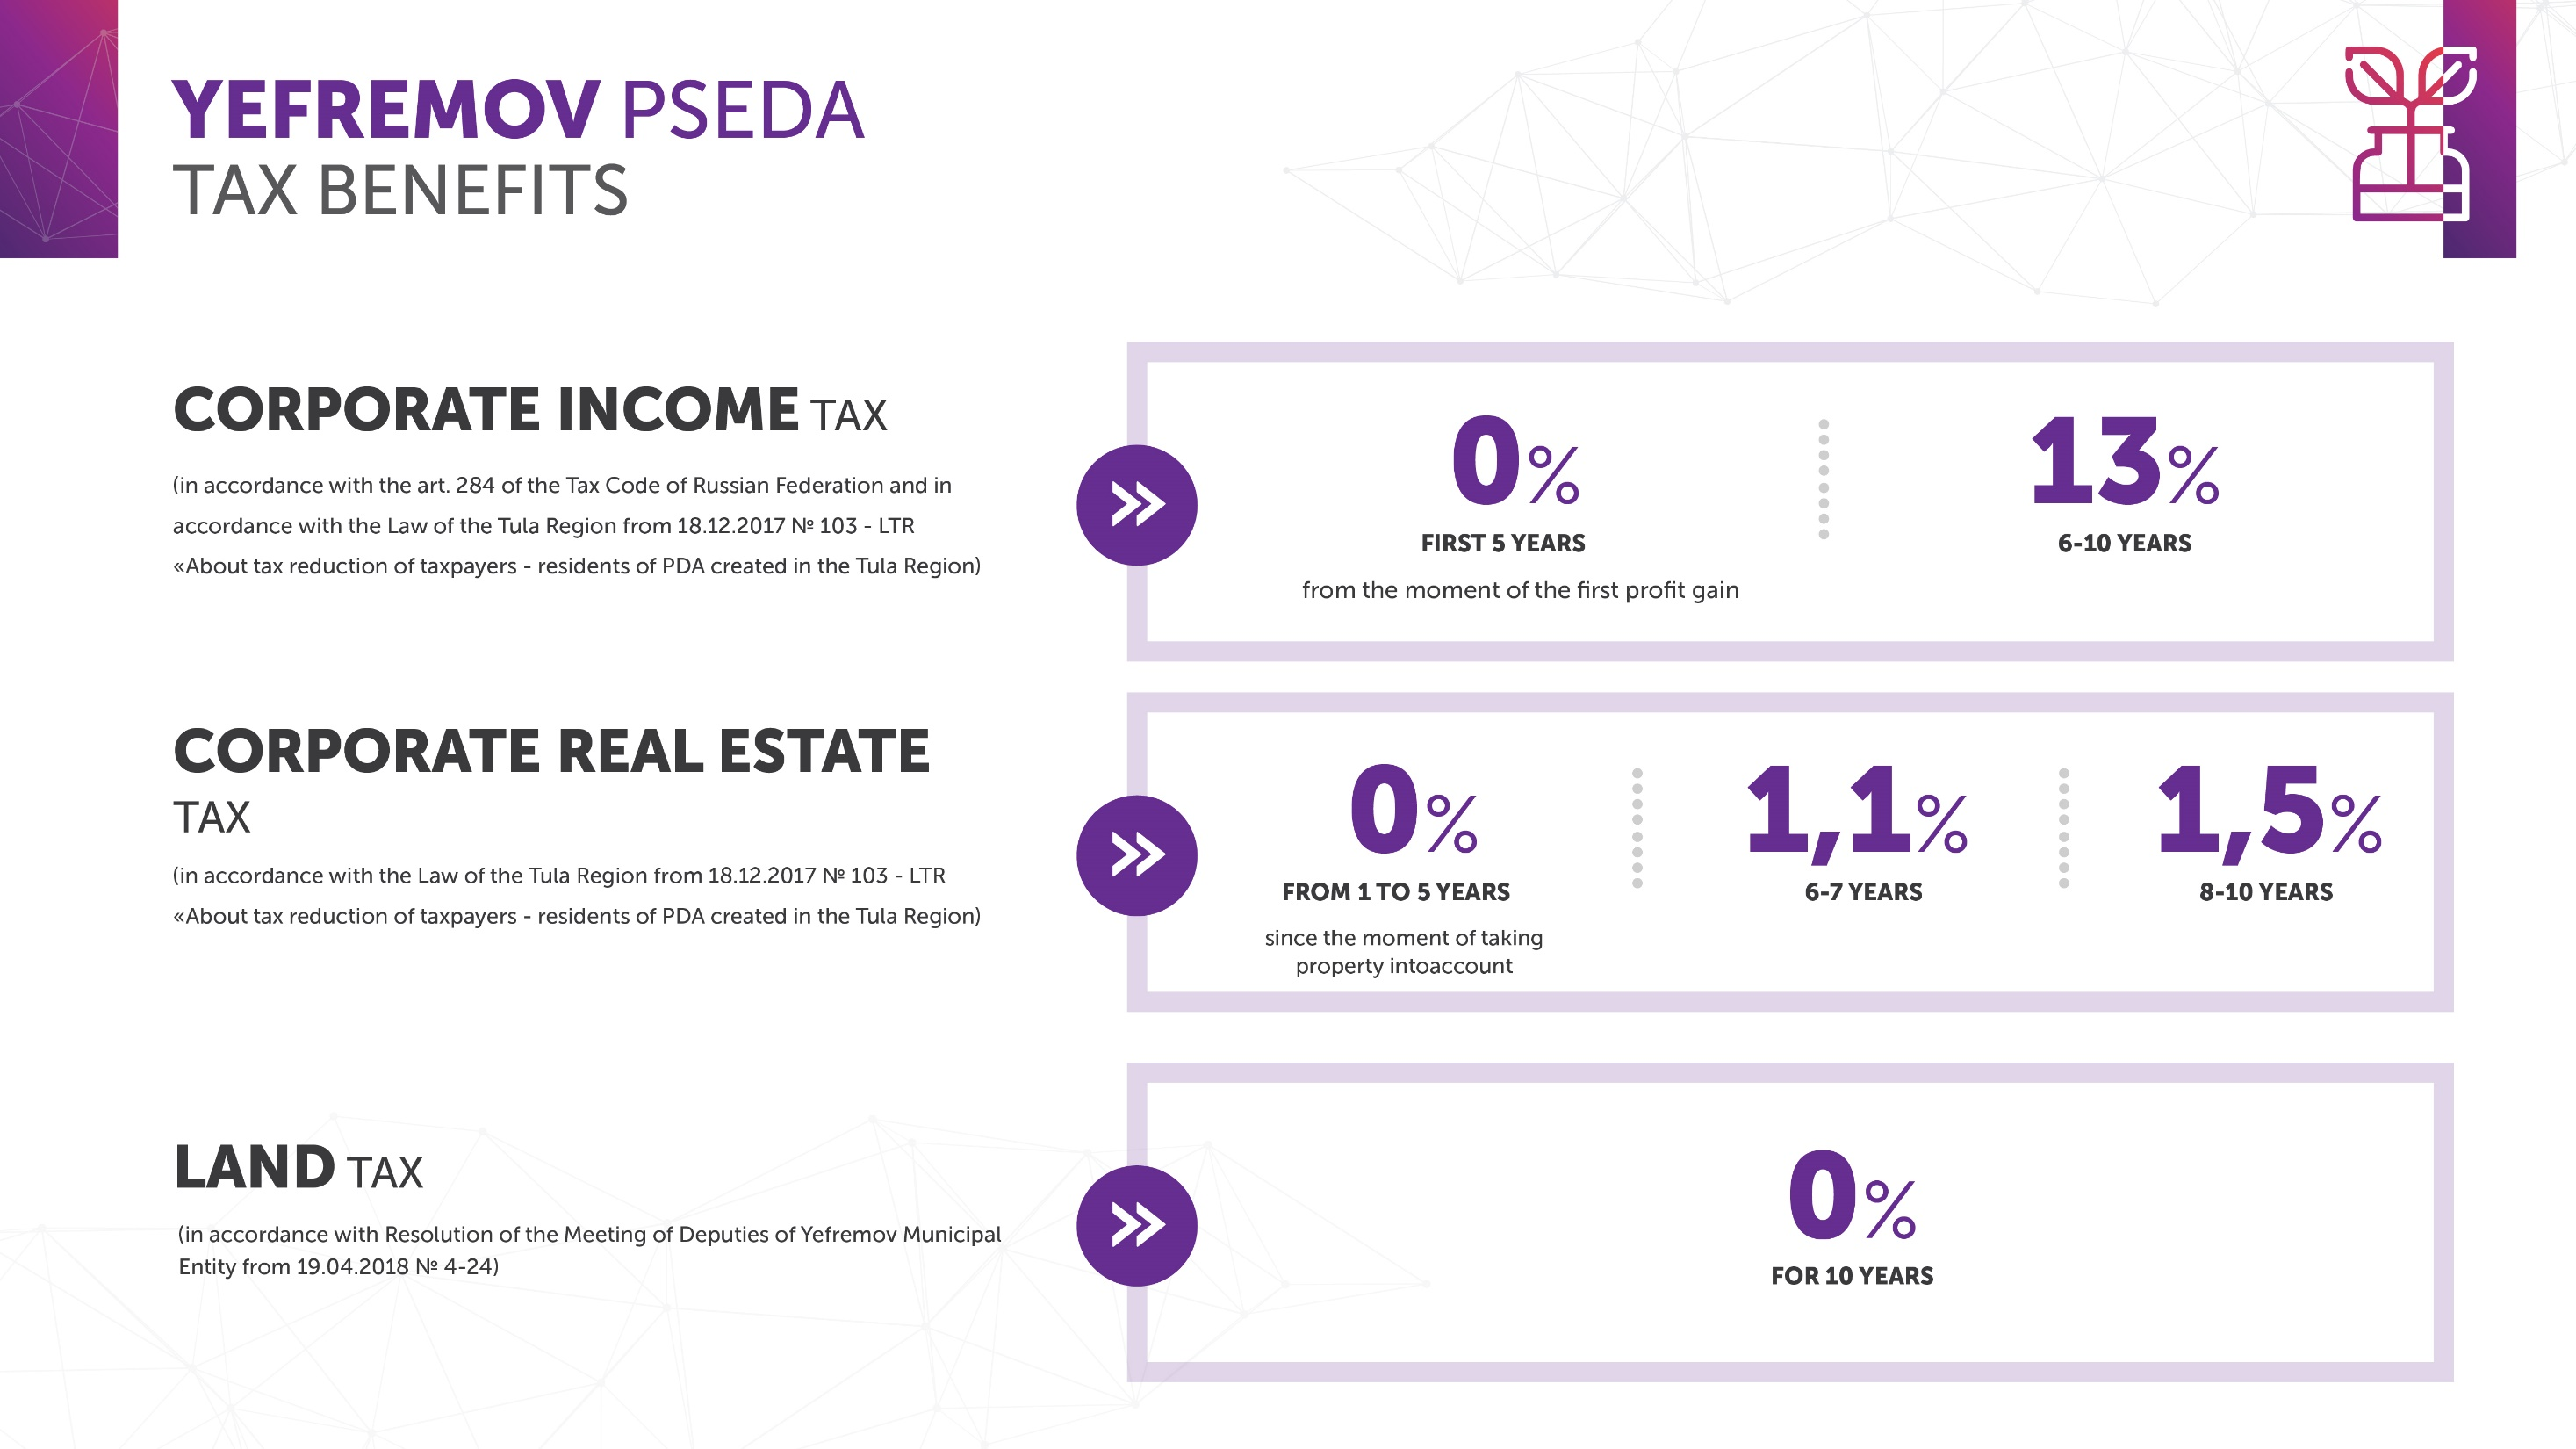 YEFREMOV PSEDA
TAX BENEFITS
CORPORATE INCOME TAX
(in accordance with the art. 284 of the Tax Code of Russian Federation and in
accordance with the Law of the Tula Region from 18.12.2017 № 103 - LTR
«About tax reduction of taxpayers - residents of PDA created in the Tula Region)
0%
FIRST 5 YEARS
from the moment of the first profit gain
13%
6-10 YEARS
CORPORATE REAL ESTATE
TAX
(in accordance with the Law of the Tula Region from 18.12.2017 № 103 - LTR
«About tax reduction of taxpayers - residents of PDA created in the Tula Region)
0%
FROM 1 TO 5 YEARS
since the moment of taking
property intoaccount
1,1%
6-7 YEARS
1,5%
8-10 YEARS
LAND TAX
(in accordance with Resolution of the Meeting of Deputies of Yefremov Municipal
Entity from 19.04.2018 № 4-24)
0%
FOR 10 YEARS